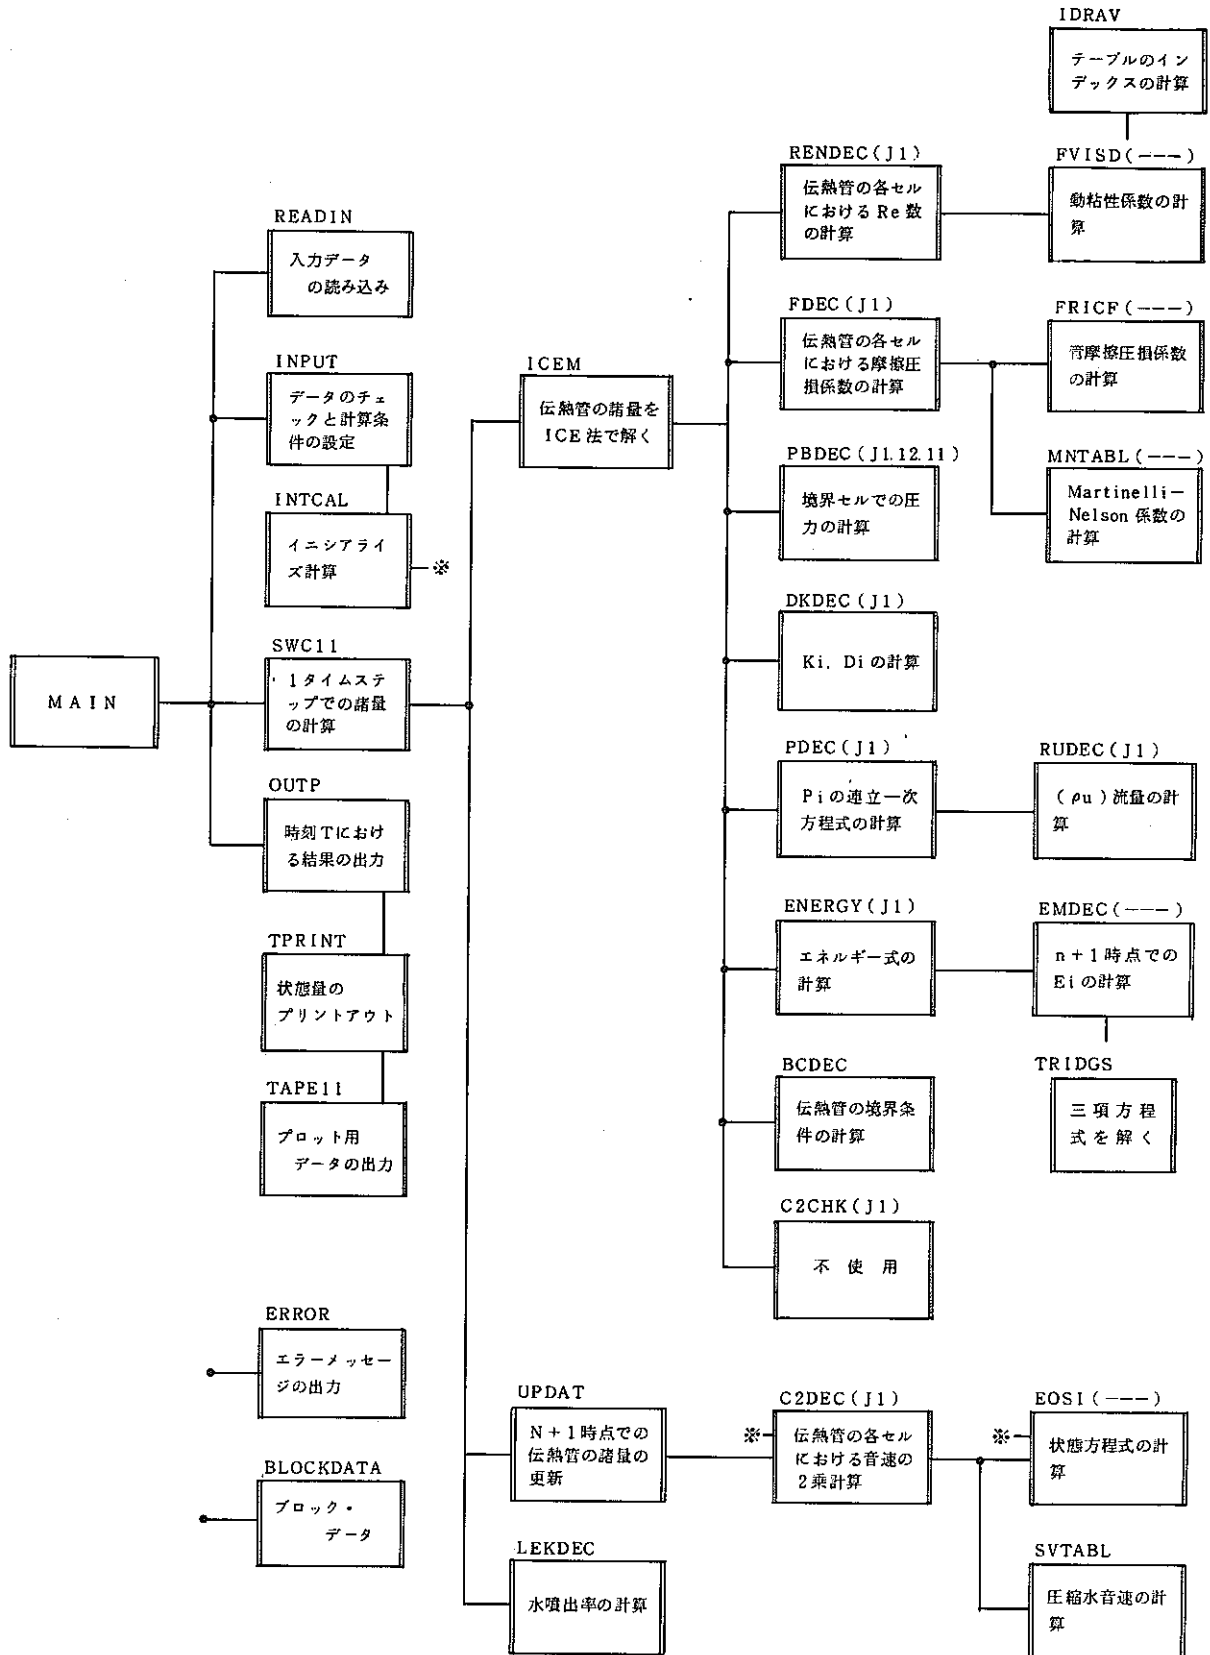 IDRAV
テーブルのイン
デックスの計算
RENDEC(J1)
伝熱管の各セル
における Re 数
の計算
FVISD(---)
動粘性係数の計
算
READIN
入力データ
の読み込み
FDEC(J1)
伝熱管の各セル
における摩擦圧
損係数の計算
FRICF(---)
管摩擦圧損係数
の計算
INPUT
データのチェ
ックと計算条
件の設定
ICEM
伝熱管の諸量を
ICE 法で解く
PBDEC(J1.12.11)
境界セルでの圧
力の計算
MNTABL(---)
Martinelli-
Nelson 係数の
計算
INTCAL
イニシアライ
ズ計算
※
DKDEC(J1)
Ki. Di の計算
MAIN
SWC11
1タイムステ
ップでの諸量
の計算
PDEC(J1)
Pi の連立一次
方程式の計算
RUDEC(J1)
(ρu)流量の計
算
OUTP
時刻Tにおけ
る結果の出力
ENERGY(J1)
エネルギー式の
計算
EMDEC(---)
n+1時点での
Ei の計算
TPRINT
状態量の
プリントアウト
BCDEC
伝熱管の境界条
件の計算
TRIDGS
三項方程
式を解く
TAPE11
プロット用
データの出力
C2CHK(J1)
不 使 用
ERROR
エラーメッセー
ジの出力
UPDAT
N+1時点での
伝熱管の諸量の
更新
C2DEC(J1)
※
伝熱管の各セル
における音速の
2乗計算
EOSI(---)
※
状態方程式の計
算
BLOCKDATA
ブロック・
データ
LEKDEC
水噴出率の計算
SVTABL
圧縮水音速の計
算